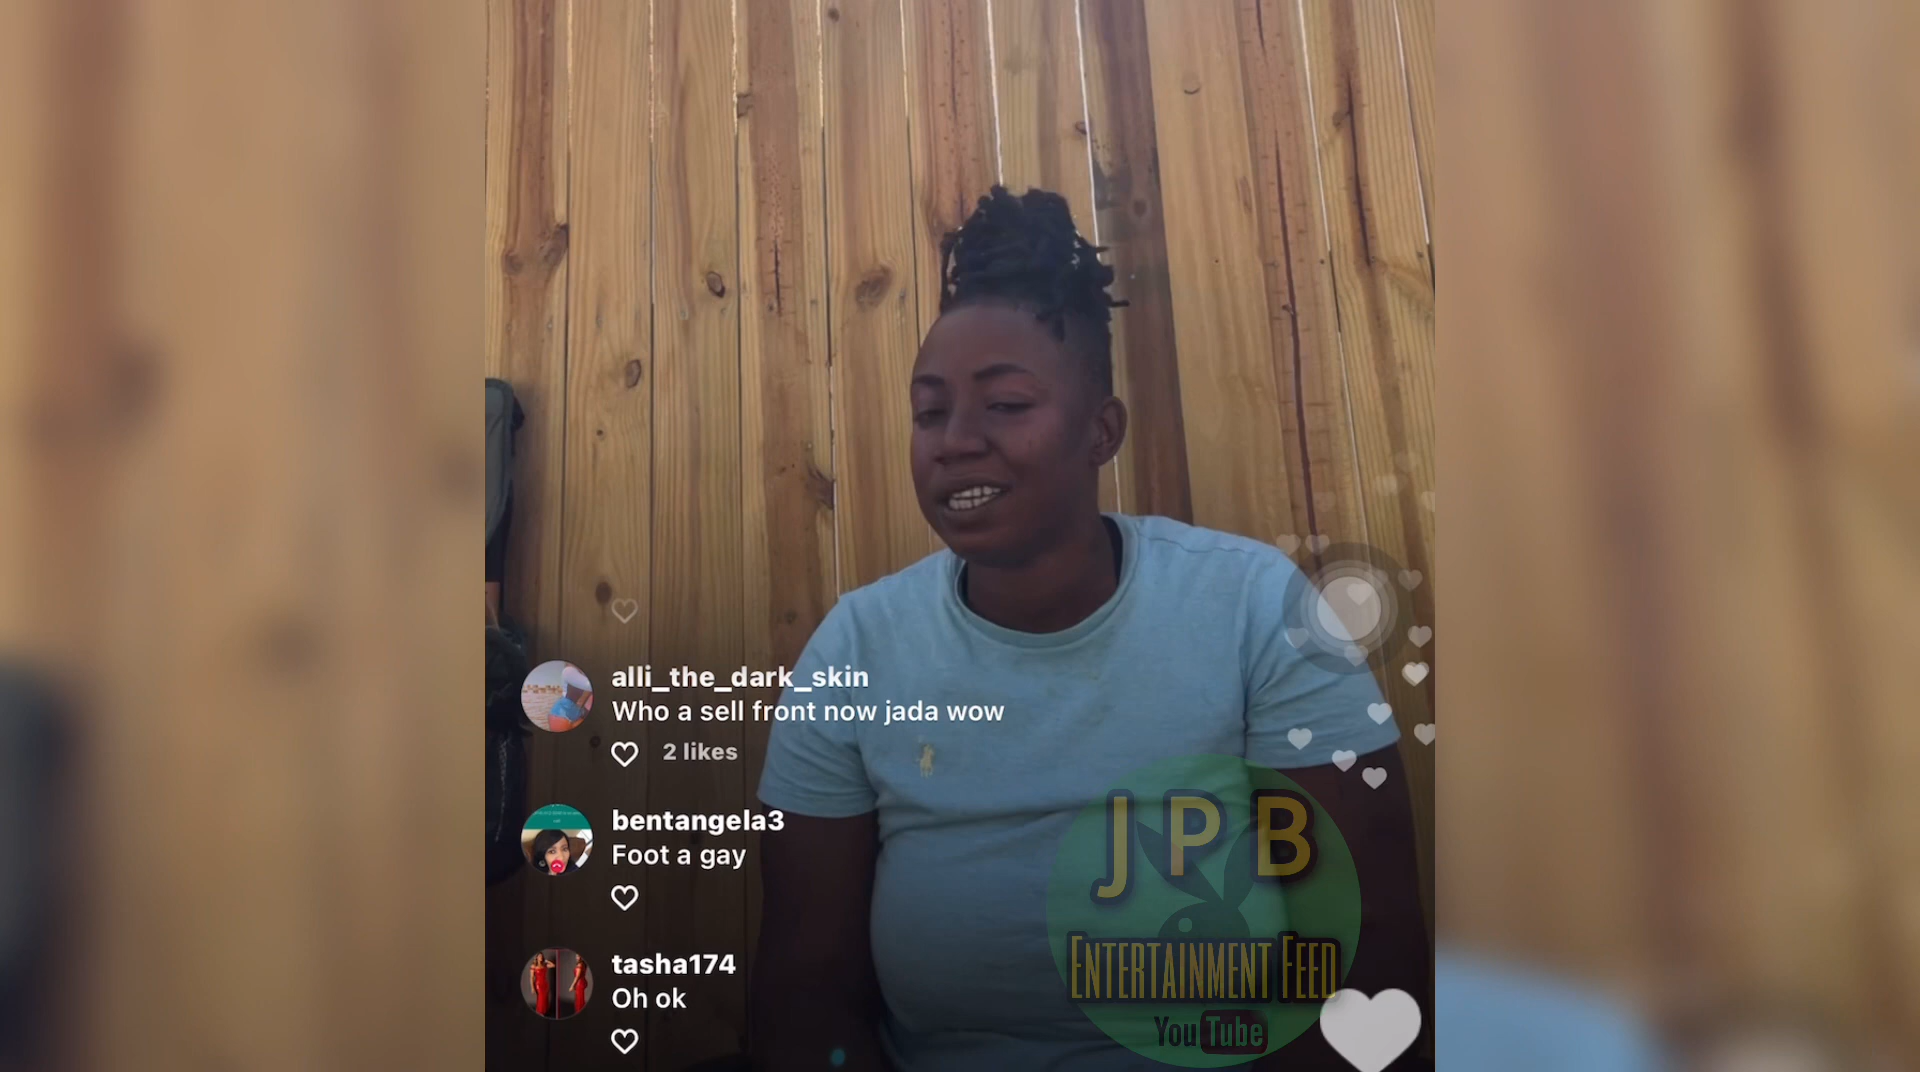 alli_the_dark_skin
Who a sell front now jada wow
2 likes
bentangela3
Foot a gay
tasha174
Oh ok
JPB
ENTERTAINMENT FEED
YouTube